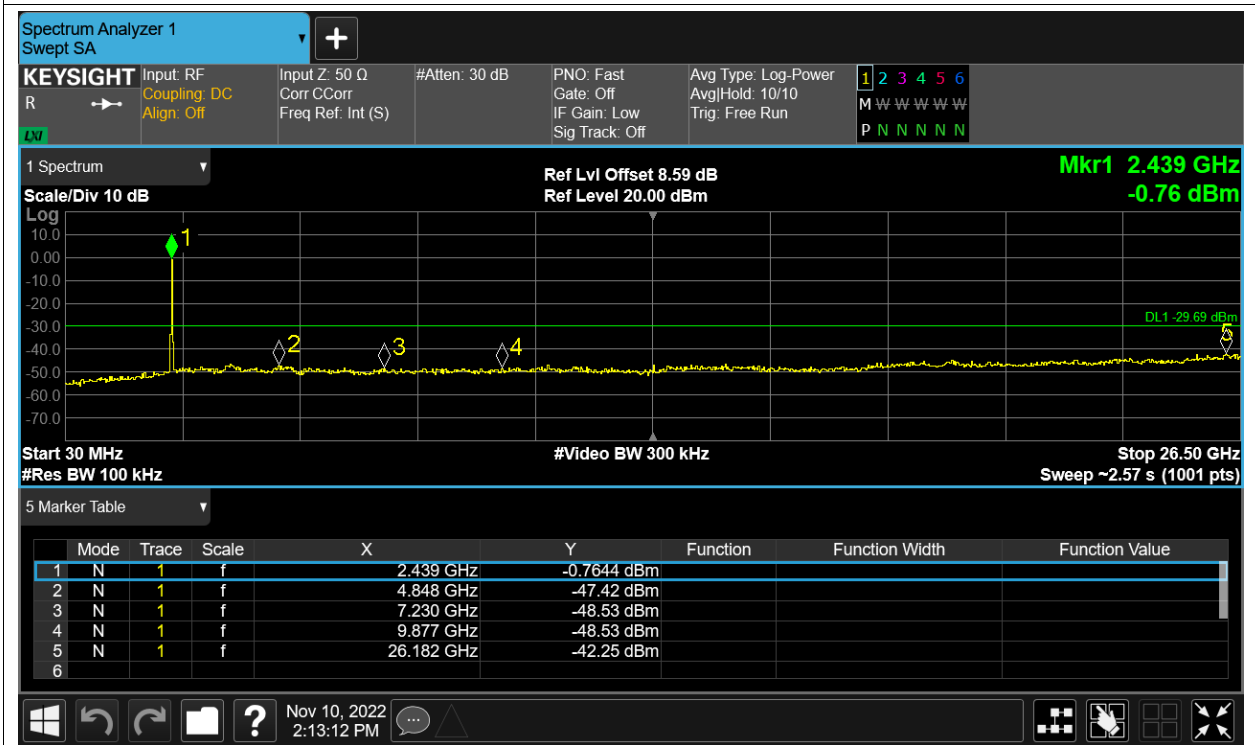 Spectrum Analyzer 1
Swept SA
KEYSIGHT
R
LXI
Input: RF
Coupling: DC
Align: Off
Input Z: 50 Ω
Corr CCorr
Freq Ref: Int (S)
#Atten: 30 dB
PNO: Fast
Gate: Off
IF Gain: Low
Sig Track: Off
Avg Type: Log-Power
Avg|Hold: 10/10
Trig: Free Run
1 2 3 4 5 6
M W W W W W
P N N N N N
1 Spectrum
Scale/Div 10 dB
Ref Lvl Offset 8.59 dB
Ref Level 20.00 dBm
Mkr1 2.439 GHz
-0.76 dBm
Log
10.0
0.00
-10.0
-20.0
-30.0
-40.0
-50.0
-60.0
-70.0
1
2
3
4
5
DL1 -29.69 dBm
Start 30 MHz
#Video BW 300 kHz
Stop 26.50 GHz
#Res BW 100 kHz
Sweep ~2.57 s (1001 pts)
5 Marker Table
Mode Trace Scale X Y Function Function Width Function Value
1 N 1 f 2.439 GHz -0.7644 dBm
2 N 1 f 4.848 GHz -47.42 dBm
3 N 1 f 7.230 GHz -48.53 dBm
4 N 1 f 9.877 GHz -48.53 dBm
5 N 1 f 26.182 GHz -42.25 dBm
6
?
Nov 10, 2022
2:13:12 PM